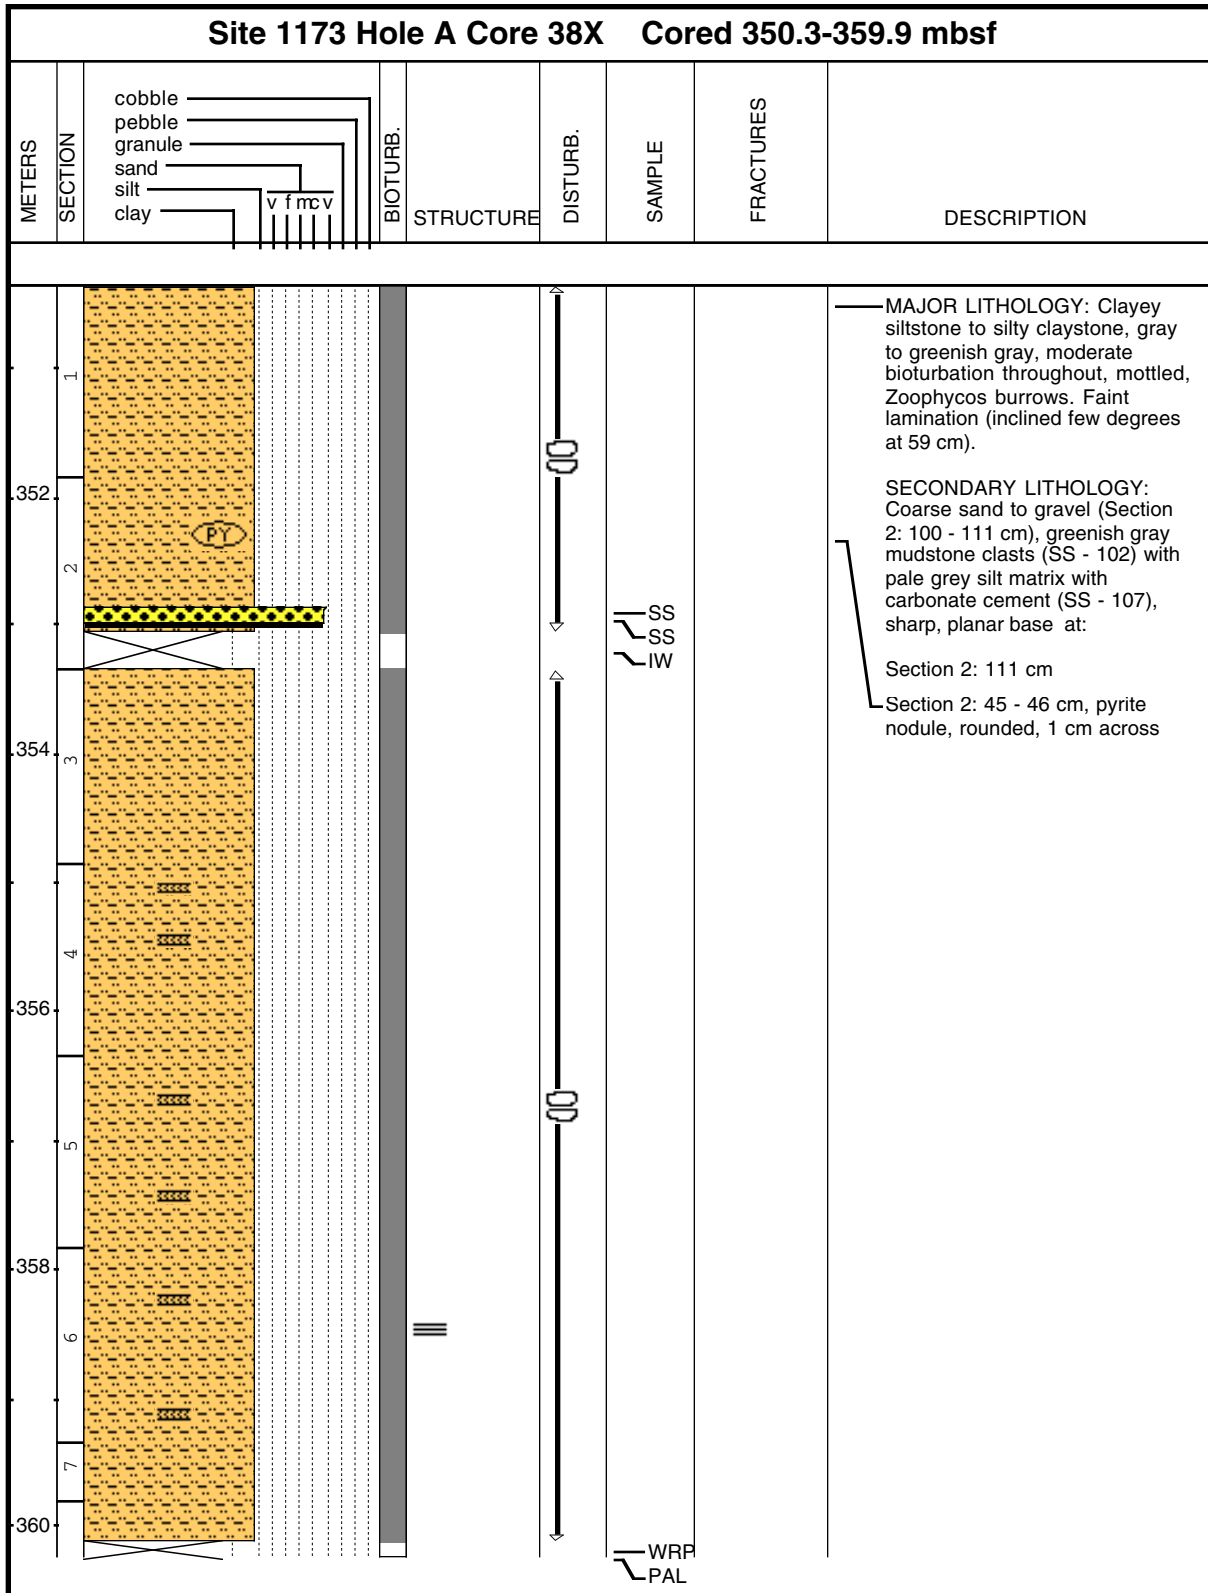 Site 1173 Hole A Core 38X Cored 350.3-359.9 mbsf
METERS
SECTION
cobble
pebble
granule
sand
silt
v f m c v
clay
BIOTURB.
STRUCTURE
DISTURB.
SAMPLE
FRACTURES
DESCRIPTION
1
352
PY
2
SS
SS
IW
354
3
4
356
5
358
6
7
360
WRP
PAL
MAJOR LITHOLOGY: Clayey
siltstone to silty claystone, gray
to greenish gray, moderate
bioturbation throughout, mottled,
Zoophycos burrows. Faint
lamination (inclined few degrees
at 59 cm).
SECONDARY LITHOLOGY:
Coarse sand to gravel (Section
2: 100 - 111 cm), greenish gray
mudstone clasts (SS - 102) with
pale grey silt matrix with
carbonate cement (SS - 107),
sharp, planar base at:
Section 2: 111 cm
Section 2: 45 - 46 cm, pyrite
nodule, rounded, 1 cm across